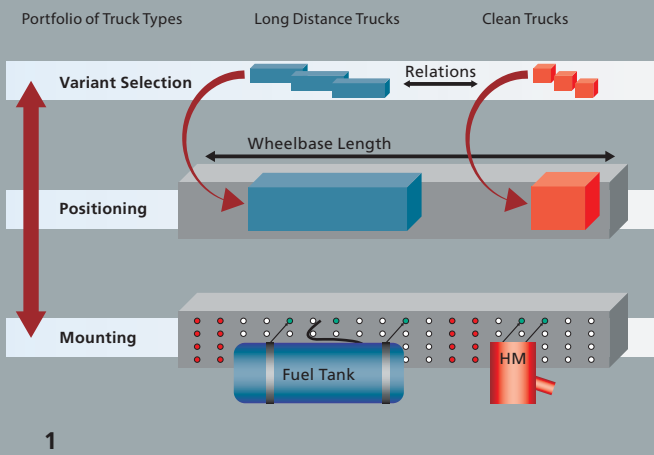 Portfolio of Truck Types
Long Distance Trucks
Clean Trucks
Variant Selection
Relations
Wheelbase Length
Positioning
Mounting
Fuel Tank
HM
1